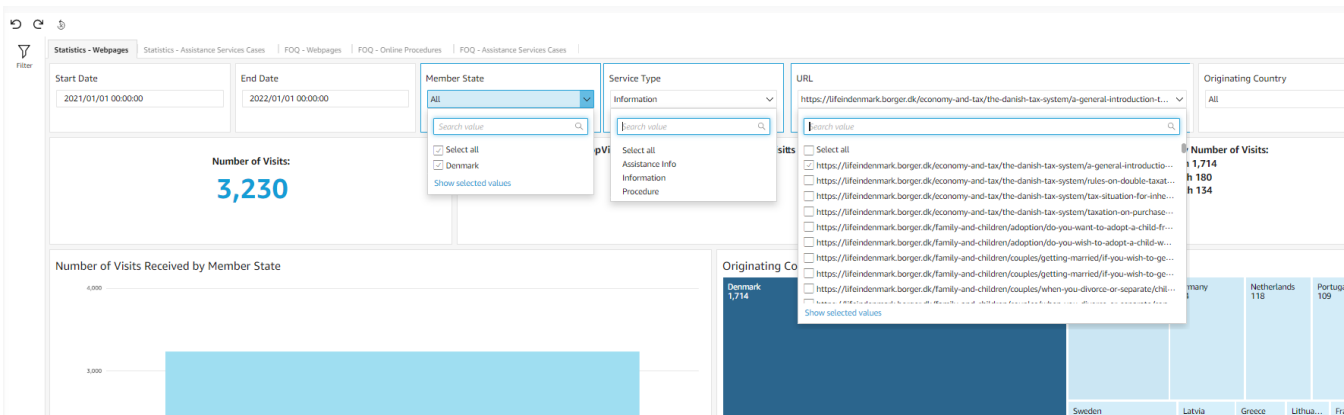 Filter
Statistics - Webpages
Statistics - Assistance Services Cases
FOQ - Webpages
FOQ - Online Procedures
FOQ - Assistance Services Cases
Start Date
2021/01/01 00:00:00
End Date
2022/01/01 00:00:00
Member State
All
Search value
Select all
Denmark
Show selected values
Service Type
Information
Search value
Select all
Assistance Info
Information
Procedure
URL
https://lifeindenmark.borger.dk/economy-and-tax/the-danish-tax-system/a-general-introduction-t...
Search value
Select all
https://lifeindenmark.borger.dk/economy-and-tax/the-danish-tax-system/a-general-introductio...
https://lifeindenmark.borger.dk/economy-and-tax/the-danish-tax-system/rules-on-double-taxat...
https://lifeindenmark.borger.dk/economy-and-tax/the-danish-tax-system/tax-situation-for-inhe...
https://lifeindenmark.borger.dk/economy-and-tax/the-danish-tax-system/taxation-on-purchase...
https://lifeindenmark.borger.dk/family-and-children/adoption/do-you-want-to-adopt-a-child-fr...
https://lifeindenmark.borger.dk/family-and-children/adoption/do-you-wish-to-adopt-a-child-w...
https://lifeindenmark.borger.dk/family-and-children/couples/getting-married/if-you-wish-to-ge...
https://lifeindenmark.borger.dk/family-and-children/couples/getting-married/if-you-wish-to-ge...
https://lifeindenmark.borger.dk/family-and-children/couples/when-you-divorce-or-separate/chil...
Show selected values
Originating Country
All
Number of Visits:
3,230
opVi
sitts
Number of Visits:
1,714
h 180
h 134
Number of Visits Received by Member State
4,000
3,000
Originating Co
Denmark
1,714
rmany
Netherlands
118
Portuga
109
Sweden
Latvia
Greece
Lithua...